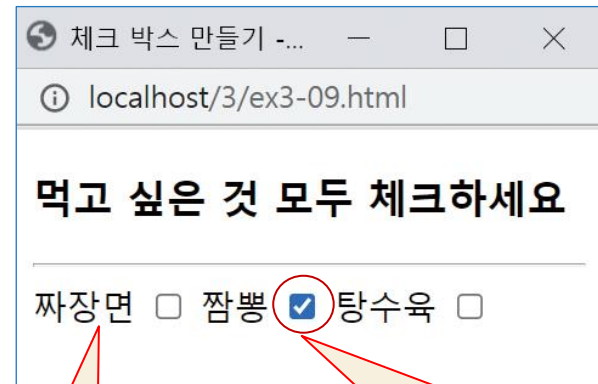 체크 박스 만들기 -...
localhost/3/ex3-09.html
먹고 싶은 것 모두 체크하세요
짜장면 짬뽕 탕수육